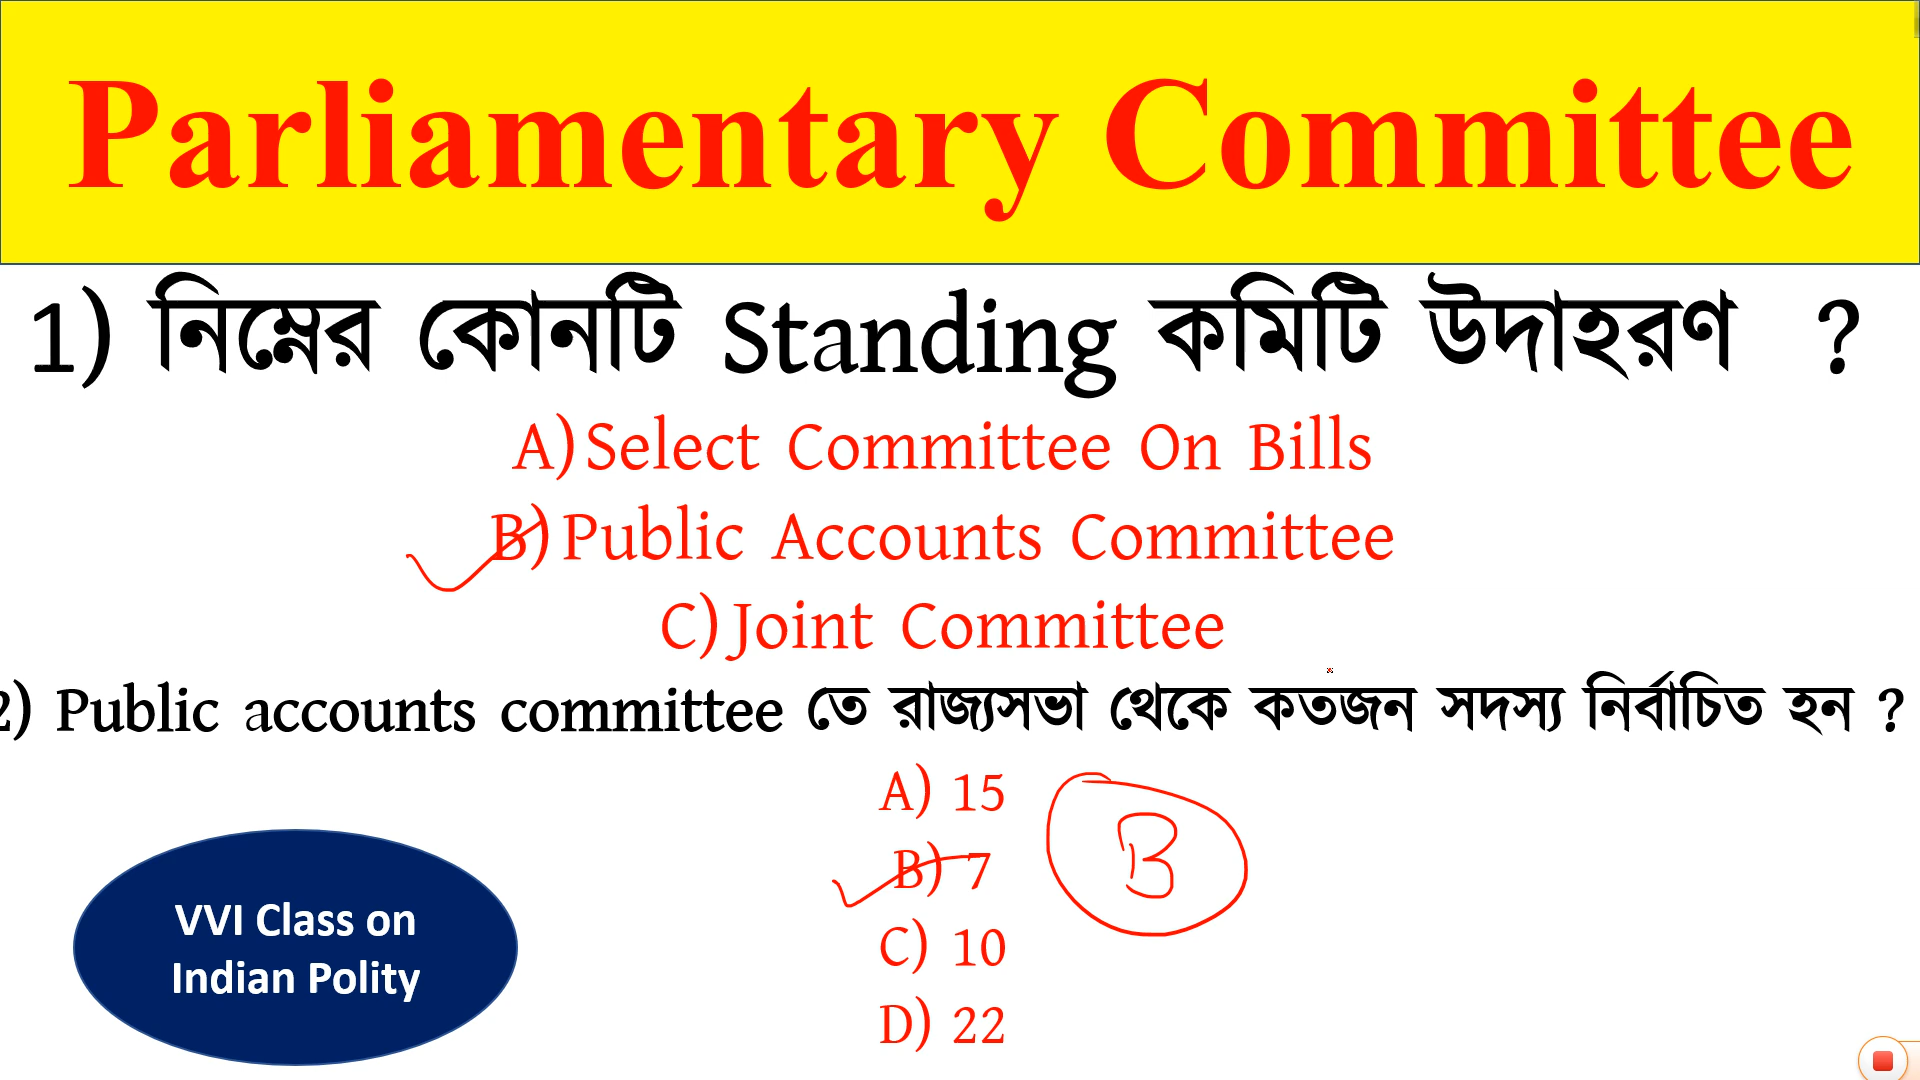 Parliamentary Committee
1) নিম্নের কোনটি Standing কমিটি উদাহরণ ?
A) Select Committee On Bills
B) Public Accounts Committee
C) Joint Committee
2) Public accounts committee তে রাজ্যসভা থেকে কতজন সদস্য নির্বাচিত হন ?
A) 15
B) 7
B
C) 10
D) 22
VVI Class on
Indian Polity